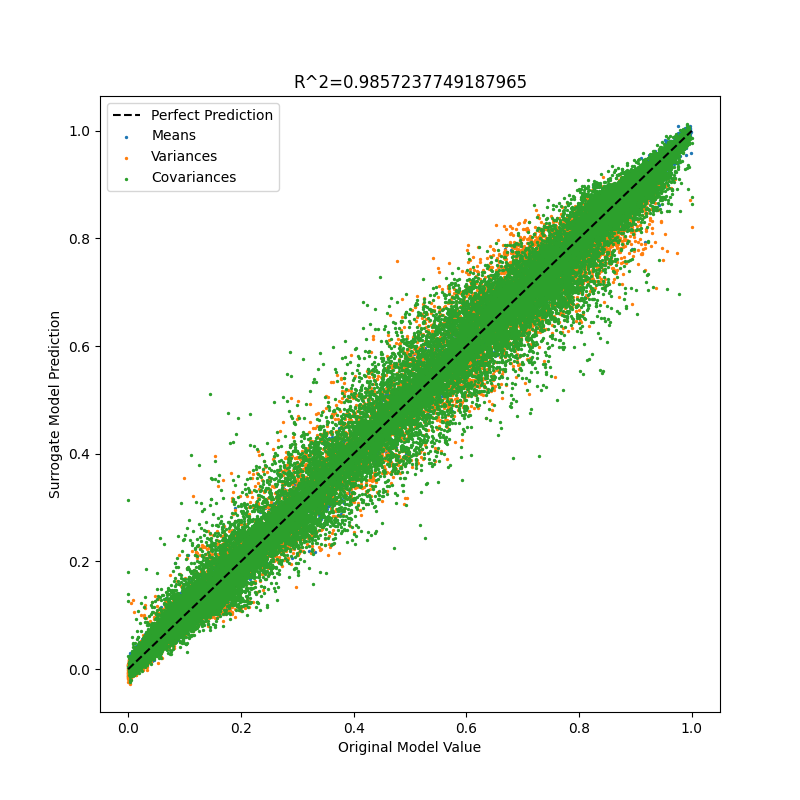 R^2=0.9857237749187965
Perfect Prediction
Means
Variances
Covariances
1.0
0.8
0.6
0.4
0.2
0.0
Surrogate Model Prediction
0.0 0.2 0.4 0.6 0.8 1.0
Original Model Value